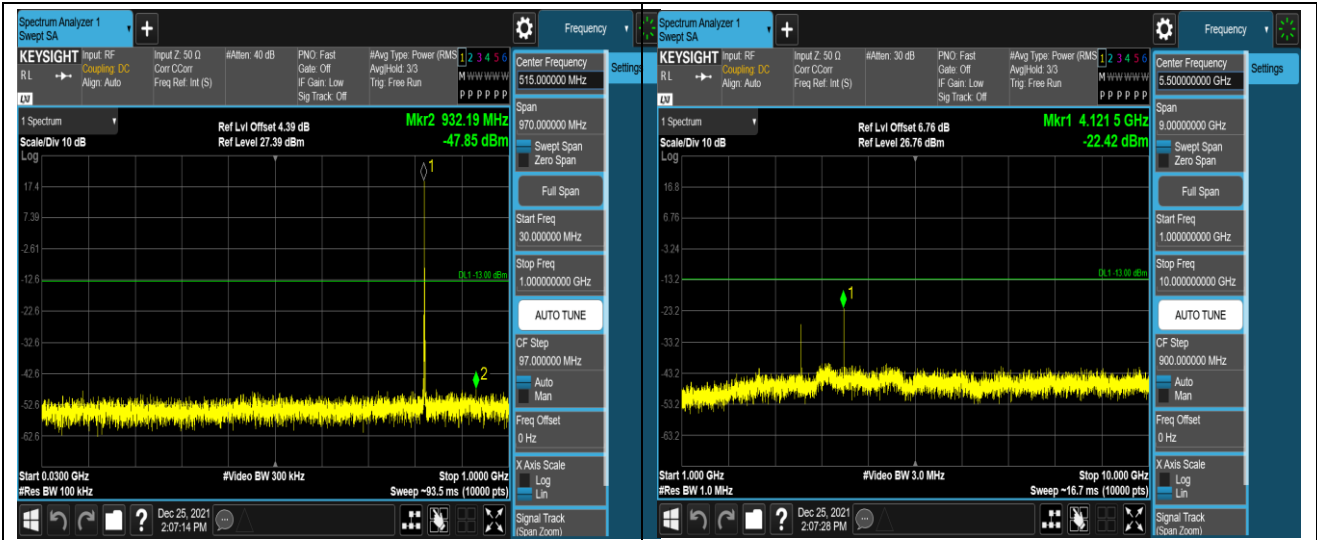 Spectrum Analyzer 1
Swept SA
+
Frequency
KEYSIGHT
Input: RF
Input Z: 50 Ω
#Atten: 40 dB
PNO: Fast
#Avg Type: Power (RMS
1 2 3 4 5 6
RL
Coupling: DC
Corr CCorr
Gate: Off
Avg|Hold: 3/3
M W W W W W
Align: Auto
Freq Ref: Int (S)
IF Gain: Low
Trig: Free Run
Sig Track: Off
P P P P P P
LXI
Center Frequency
515.000000 MHz
Settings
1 Spectrum
Ref Lvl Offset 4.39 dB
Mkr2 932.19 MHz
Scale/Div 10 dB
Ref Level 27.39 dBm
-47.85 dBm
Log
17.4
7.39
-2.61
-12.6
-22.6
-32.6
-42.6
-52.6
-62.6
1
DL1 -13.00 dBm
2
Start 0.0300 GHz
#Video BW 300 kHz
Stop 1.0000 GHz
#Res BW 100 kHz
Sweep ~93.5 ms (10000 pts)
Span
970.000000 MHz
Swept Span
Zero Span
Full Span
Start Freq
30.000000 MHz
Stop Freq
1.000000000 GHz
AUTO TUNE
CF Step
97.000000 MHz
Auto
Man
Freq Offset
0 Hz
X Axis Scale
Log
Lin
Signal Track
(Span Zoom)
?
Dec 25, 2021
2:07:14 PM
Spectrum Analyzer 1
Swept SA
+
Frequency
KEYSIGHT
Input: RF
Input Z: 50 Ω
#Atten: 30 dB
PNO: Fast
#Avg Type: Power (RMS
1 2 3 4 5 6
RL
Coupling: DC
Corr CCorr
Gate: Off
Avg|Hold: 3/3
M W W W W W
Align: Auto
Freq Ref: Int (S)
IF Gain: Low
Trig: Free Run
Sig Track: Off
P P P P P P
LXI
Center Frequency
5.500000000 GHz
Settings
1 Spectrum
Ref Lvl Offset 6.76 dB
Mkr1 4.121 5 GHz
Scale/Div 10 dB
Ref Level 26.76 dBm
-22.42 dBm
Log
16.8
6.76
-3.24
-13.2
-23.2
-33.2
-43.2
-53.2
-63.2
DL1 -13.00 dBm
1
Start 1.000 GHz
#Video BW 3.0 MHz
Stop 10.000 GHz
#Res BW 1.0 MHz
Sweep ~16.7 ms (10000 pts)
Span
9.00000000 GHz
Swept Span
Zero Span
Full Span
Start Freq
1.000000000 GHz
Stop Freq
10.000000000 GHz
AUTO TUNE
CF Step
900.000000 MHz
Auto
Man
Freq Offset
0 Hz
X Axis Scale
Log
Lin
Signal Track
(Span Zoom)
?
Dec 25, 2021
2:07:28 PM